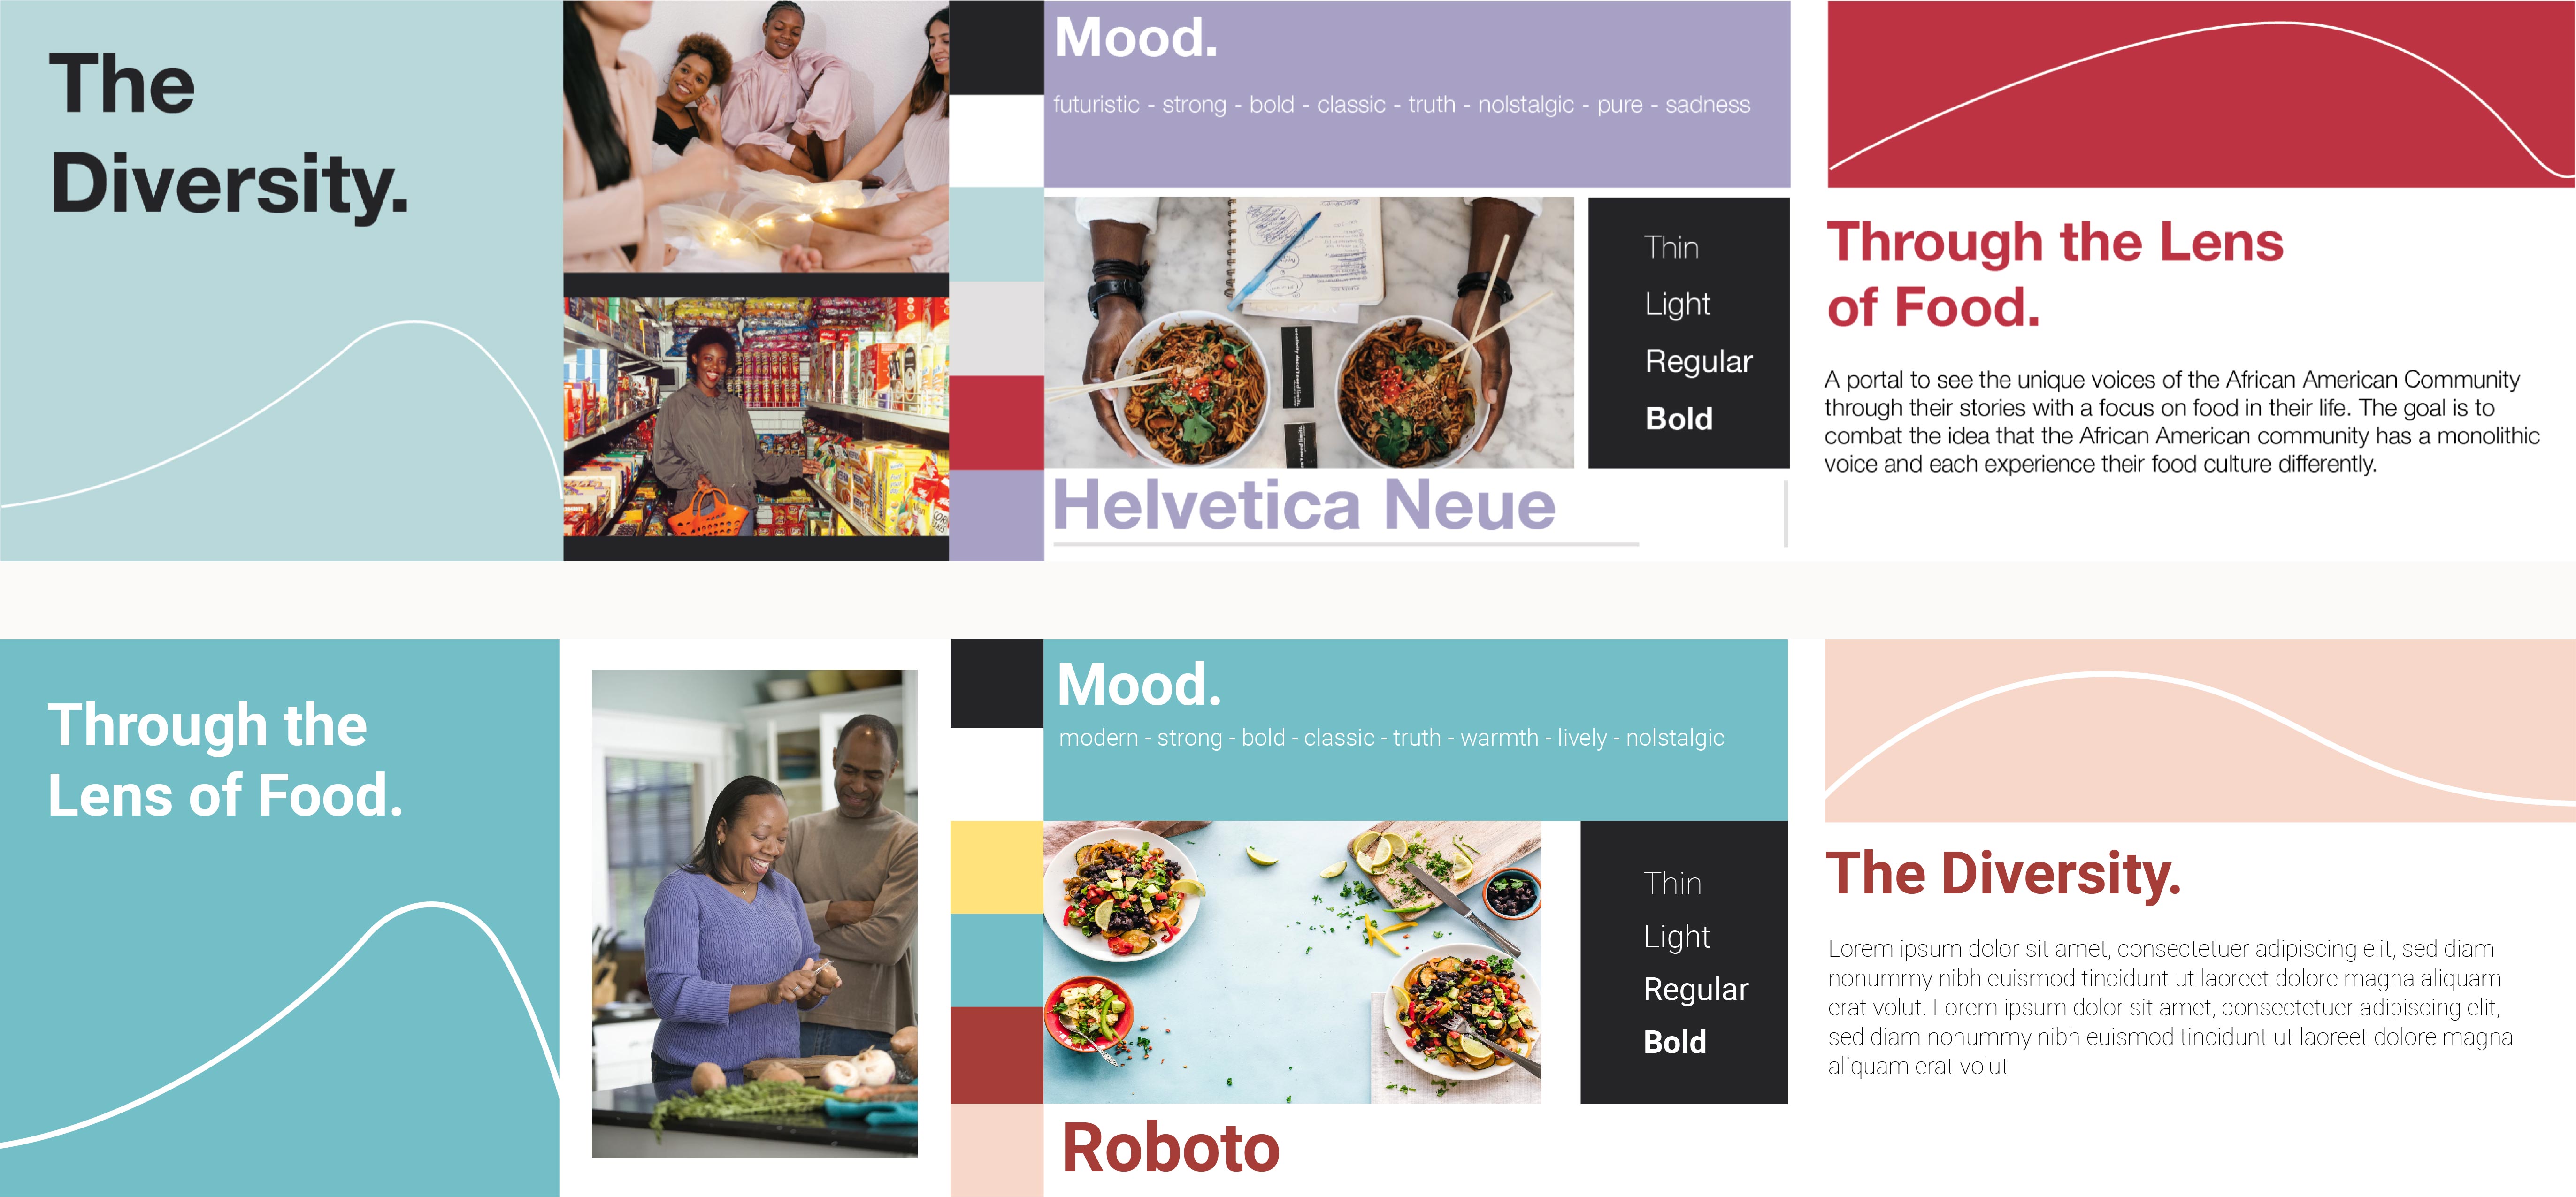 The
Diversity.
Mood.
futuristic - strong - bold - classic - truth - nolstalgic - pure - sadness
Thin
Light
Regular
Bold
Helvetica Neue
Through the Lens
of Food.
A portal to see the unique voices of the African American Community
through their stories with a focus on food in their life. The goal is to
combat the idea that the African American community has a monolithic
voice and each experience their food culture differently.
Through the
Lens of Food.
Mood.
modern - strong - bold - classic - truth - warmth - lively - nolstalgic
Thin
Light
Regular
Bold
Roboto
The Diversity.
Lorem ipsum dolor sit amet, consectetuer adipiscing elit, sed diam
nonummy nibh euismod tincidunt ut laoreet dolore magna aliquam
erat volut. Lorem ipsum dolor sit amet, consectetuer adipiscing elit,
sed diam nonummy nibh euismod tincidunt ut laoreet dolore magna
aliquam erat volut